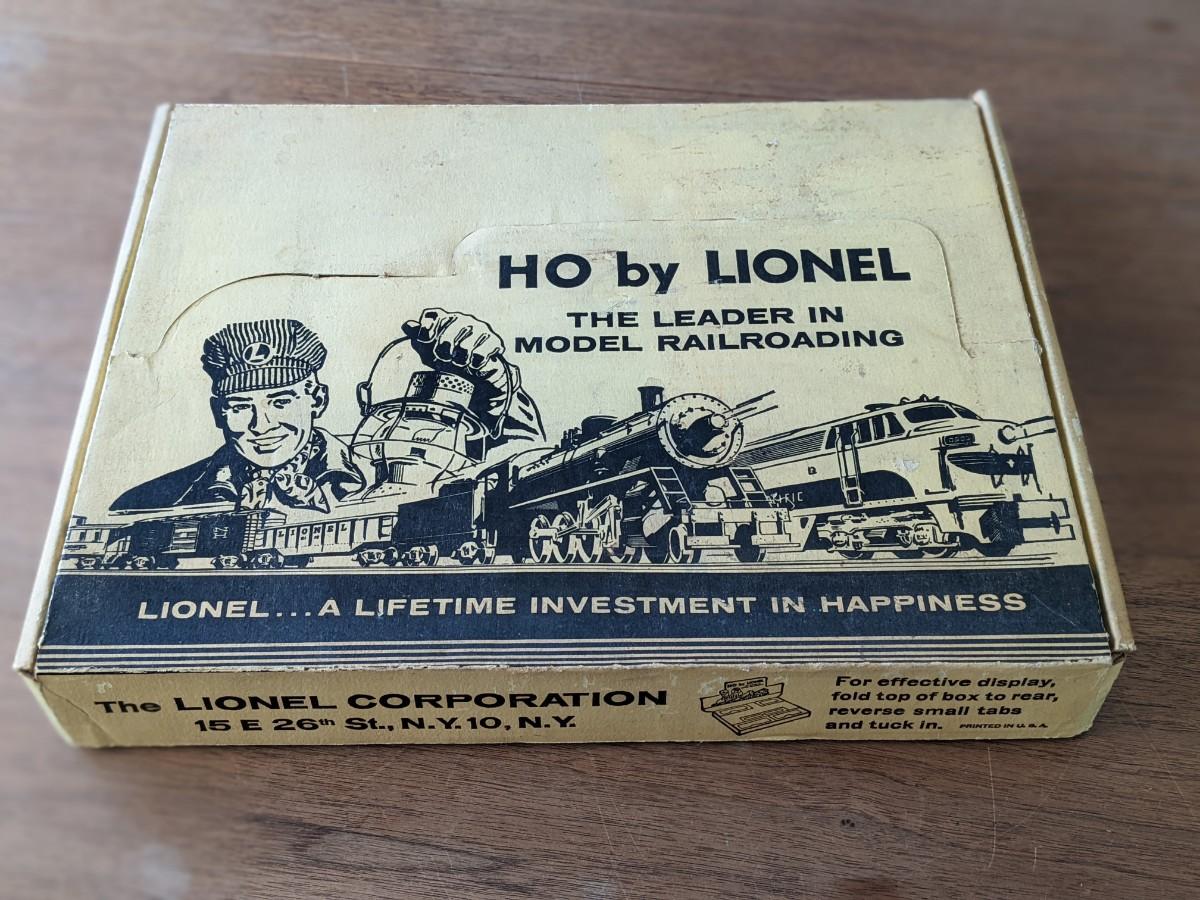 HO by LIONEL
THE LEADER IN
MODEL RAILROADING
L
LIONEL
LIONEL...A LIFETIME INVESTMENT IN HAPPINESS
The LIONEL CORPORATION
15 E 26th St., N.Y. 10, N.Y.
For effective display,
fold top of box to rear,
reverse small tabs
and tuck in. PRINTED IN U.S.A.